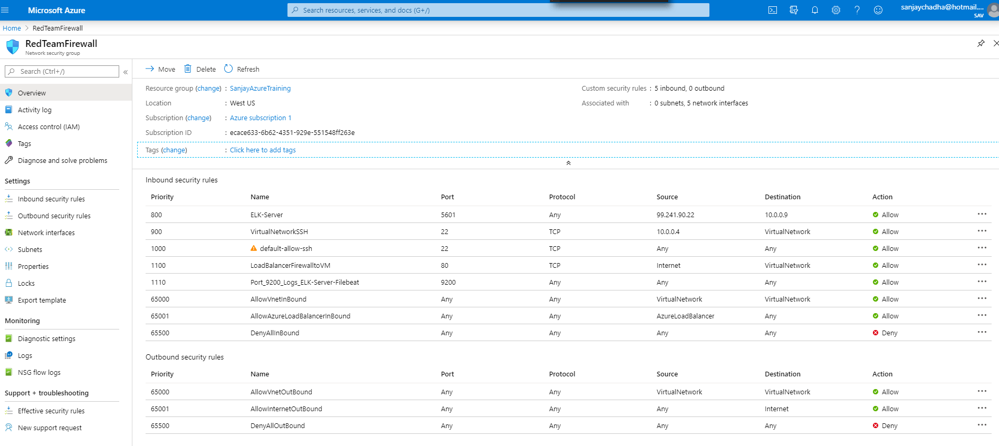 Microsoft Azure
Search resources, services, and docs (G+/)
sanjaychadha@hotmail....
SAV
Home > RedTeamFirewall
RedTeamFirewall
Network security group
Search (Ctrl+/)
Overview
Activity log
Access control (IAM)
Tags
Diagnose and solve problems
Settings
Inbound security rules
Outbound security rules
Network interfaces
Subnets
Properties
Locks
Export template
Monitoring
Diagnostic settings
Logs
NSG flow logs
Support + troubleshooting
Effective security rules
New support request
Move Delete Refresh
Resource group (change) : SanjayAzureTraining
Location : West US
Subscription (change) : Azure subscription 1
Subscription ID : ecace633-6b62-4351-929e-551548ff263e
Tags (change) : Click here to add tags
Custom security rules : 5 inbound, 0 outbound
Associated with : 0 subnets, 5 network interfaces
Inbound security rules
Priority Name Port Protocol Source Destination Action
800 ELK-Server 5601 Any 99.241.90.22 10.0.0.9 Allow
900 VirtualNetworkSSH 22 TCP 10.0.0.4 VirtualNetwork Allow
1000 default-allow-ssh 22 TCP Any Any Allow
1100 LoadBalancerFirewalltoVM 80 TCP Internet VirtualNetwork Allow
1110 Port_9200_Logs_ELK-Server-Filebeat 9200 Any Any Any Allow
65000 AllowVnetInBound Any Any VirtualNetwork VirtualNetwork Allow
65001 AllowAzureLoadBalancerInBound Any Any AzureLoadBalancer Any Allow
65500 DenyAllInBound Any Any Any Any Deny
Outbound security rules
Priority Name Port Protocol Source Destination Action
65000 AllowVnetOutBound Any Any VirtualNetwork VirtualNetwork Allow
65001 AllowInternetOutBound Any Any Any Internet Allow
65500 DenyAllOutBound Any Any Any Any Deny